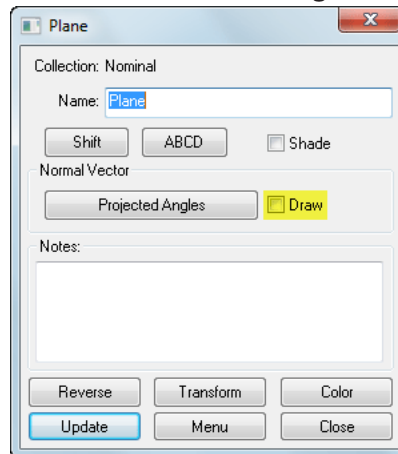 Plane
Collection: Nominal
Name: Plane
Shift ABCD Shade
Normal Vector
Projected Angles Draw
Notes:
Reverse Transform Color
Update Menu Close